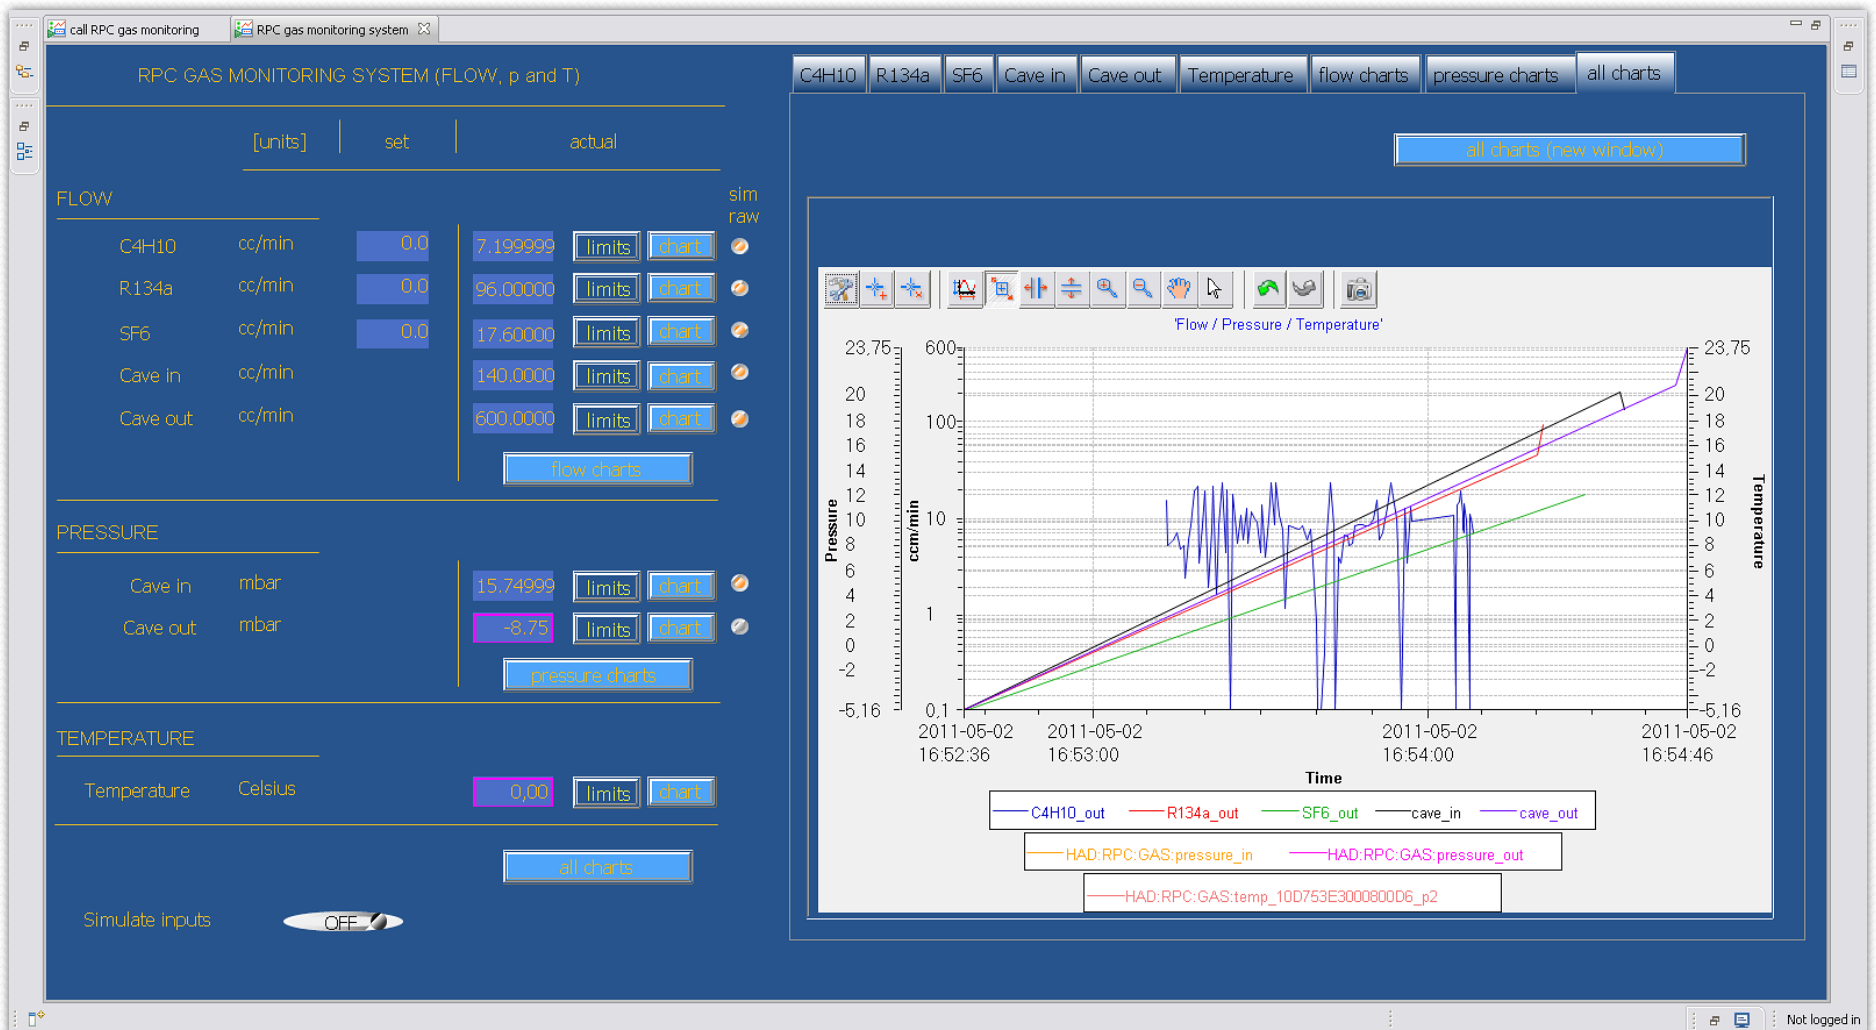 call RPC gas monitoring
RPC gas monitoring system
RPC GAS MONITORING SYSTEM (FLOW, p and T)
[units] set actual
FLOW
sim
raw
C4H10 cc/min 0.0 7.199999 limits chart
R134a cc/min 0.0 96.00000 limits chart
SF6 cc/min 0.0 17.60000 limits chart
Cave in cc/min 140.0000 limits chart
Cave out cc/min 600.0000 limits chart
flow charts
PRESSURE
Cave in mbar 15.74999 limits chart
Cave out mbar -8.75 limits chart
pressure charts
TEMPERATURE
Temperature Celsius 0,00 limits chart
all charts
Simulate inputs OFF
C4H10 R134a SF6 Cave in Cave out Temperature flow charts pressure charts all charts
all charts (new window)
'Flow / Pressure / Temperature'
Pressure
23,75
20
18
16
14
12
10
8
6
4
2
0
-2
-5,16
ccm/min
600
100
10
1
0,1
23,75
20
18
16
14
12
10
8
6
4
2
0
-2
-5,16
Temperature
2011-05-02 2011-05-02 2011-05-02 2011-05-02
16:52:36 16:53:00 16:54:00 16:54:46
Time
C4H10_out R134a_out SF6_out cave_in cave_out
HAD:RPC:GAS:pressure_in HAD:RPC:GAS:pressure_out
HAD:RPC:GAS:temp_10D753E3000800D6_p2
Not logged in